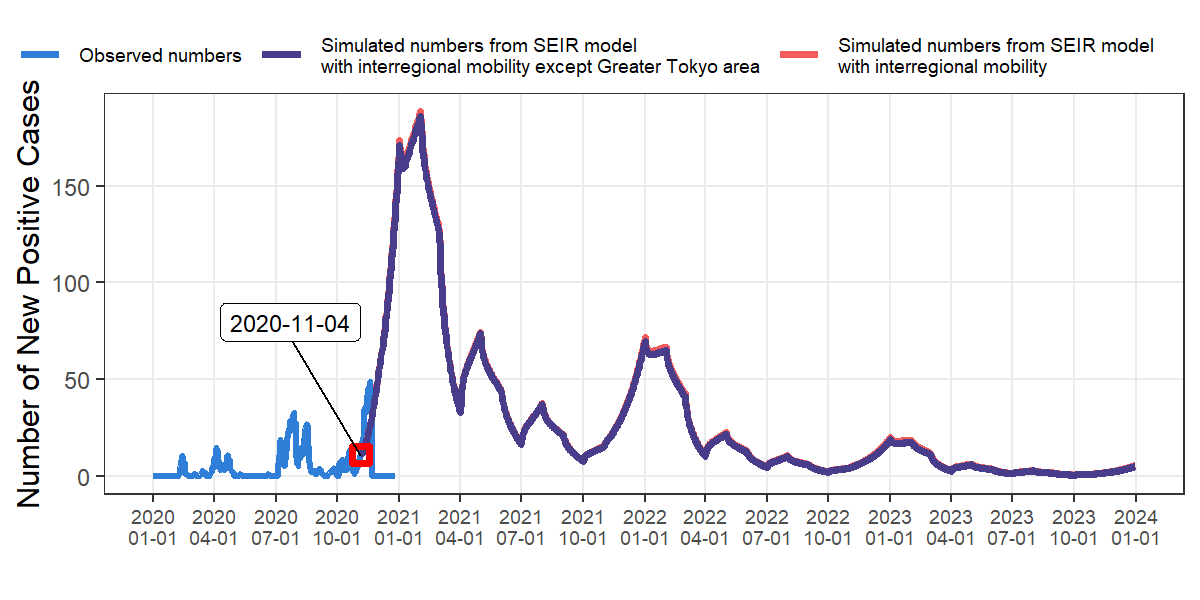 Observed numbers
Simulated numbers from SEIR model
with interregional mobility except Greater Tokyo area
Simulated numbers from SEIR model
with interregional mobility
Number of New Positive Cases
150
100
50
0
2020-11-04
2020 2020 2020 2020 2021 2021 2021 2021 2022 2022 2022 2022 2023 2023 2023 2023 2024
01-01 04-01 07-01 10-01 01-01 04-01 07-01 10-01 01-01 04-01 07-01 10-01 01-01 04-01 07-01 10-01 01-01